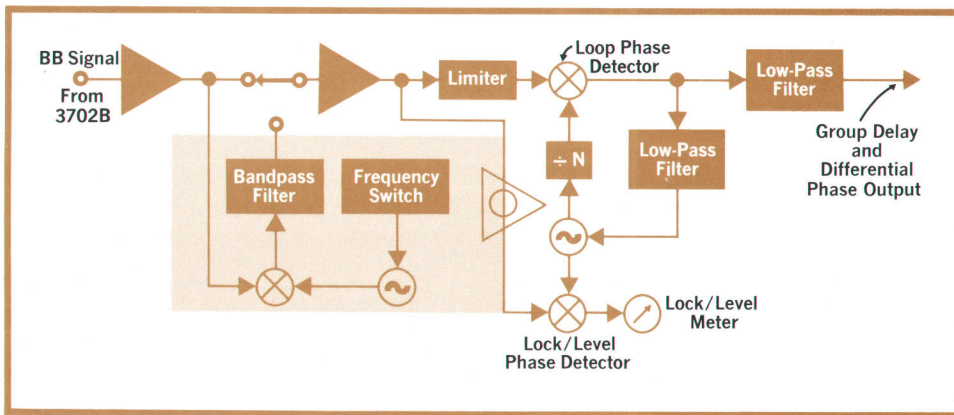 BB Signal
From
3702B
Limiter
Loop Phase
Detector
Low-Pass
Filter
Group Delay
and
Differential
Phase Output
Bandpass
Filter
Frequency
Switch
÷ N
Low-Pass
Filter
Lock/Level
Meter
Lock/Level
Phase Detector